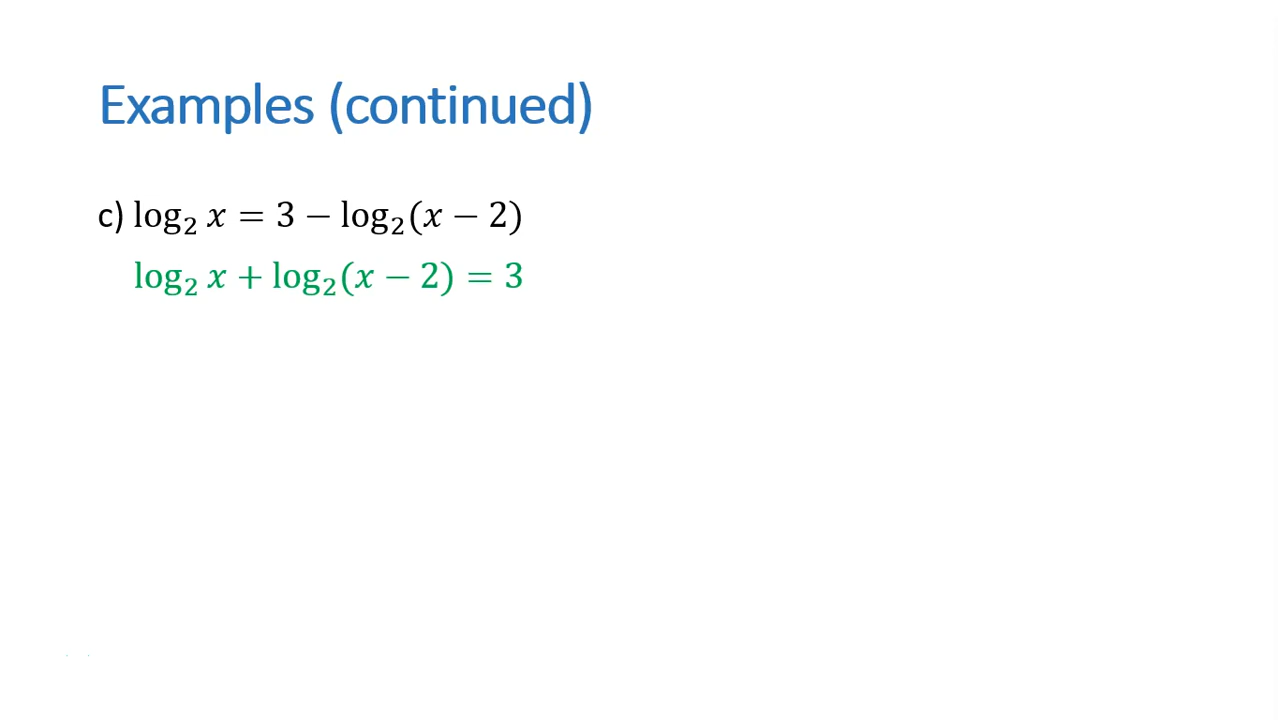 Examples (continued)
c) log₂ x = 3 − log₂(x − 2)
log₂ x + log₂(x − 2) = 3